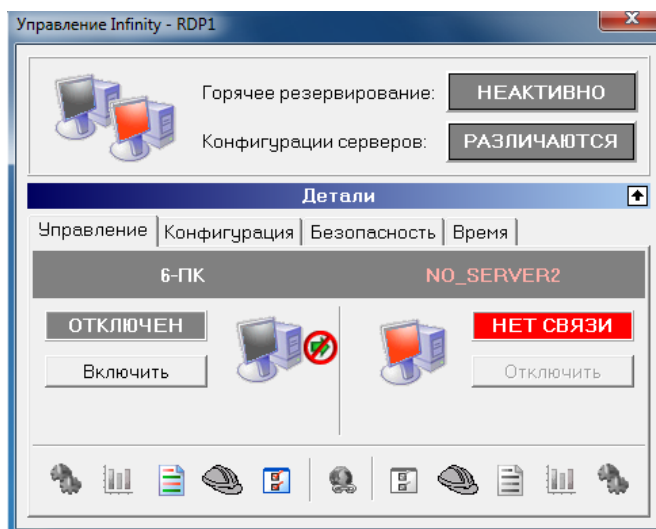 Управление Infinity - RDP1
Горячее резервирование: НЕАКТИВНО
Конфигурации серверов: РАЗЛИЧАЮТСЯ
Детали
Управление Конфигурация Безопасность Время
6-ПК NO_SERVER2
ОТКЛЮЧЕН НЕТ СВЯЗИ
Включить Отключить